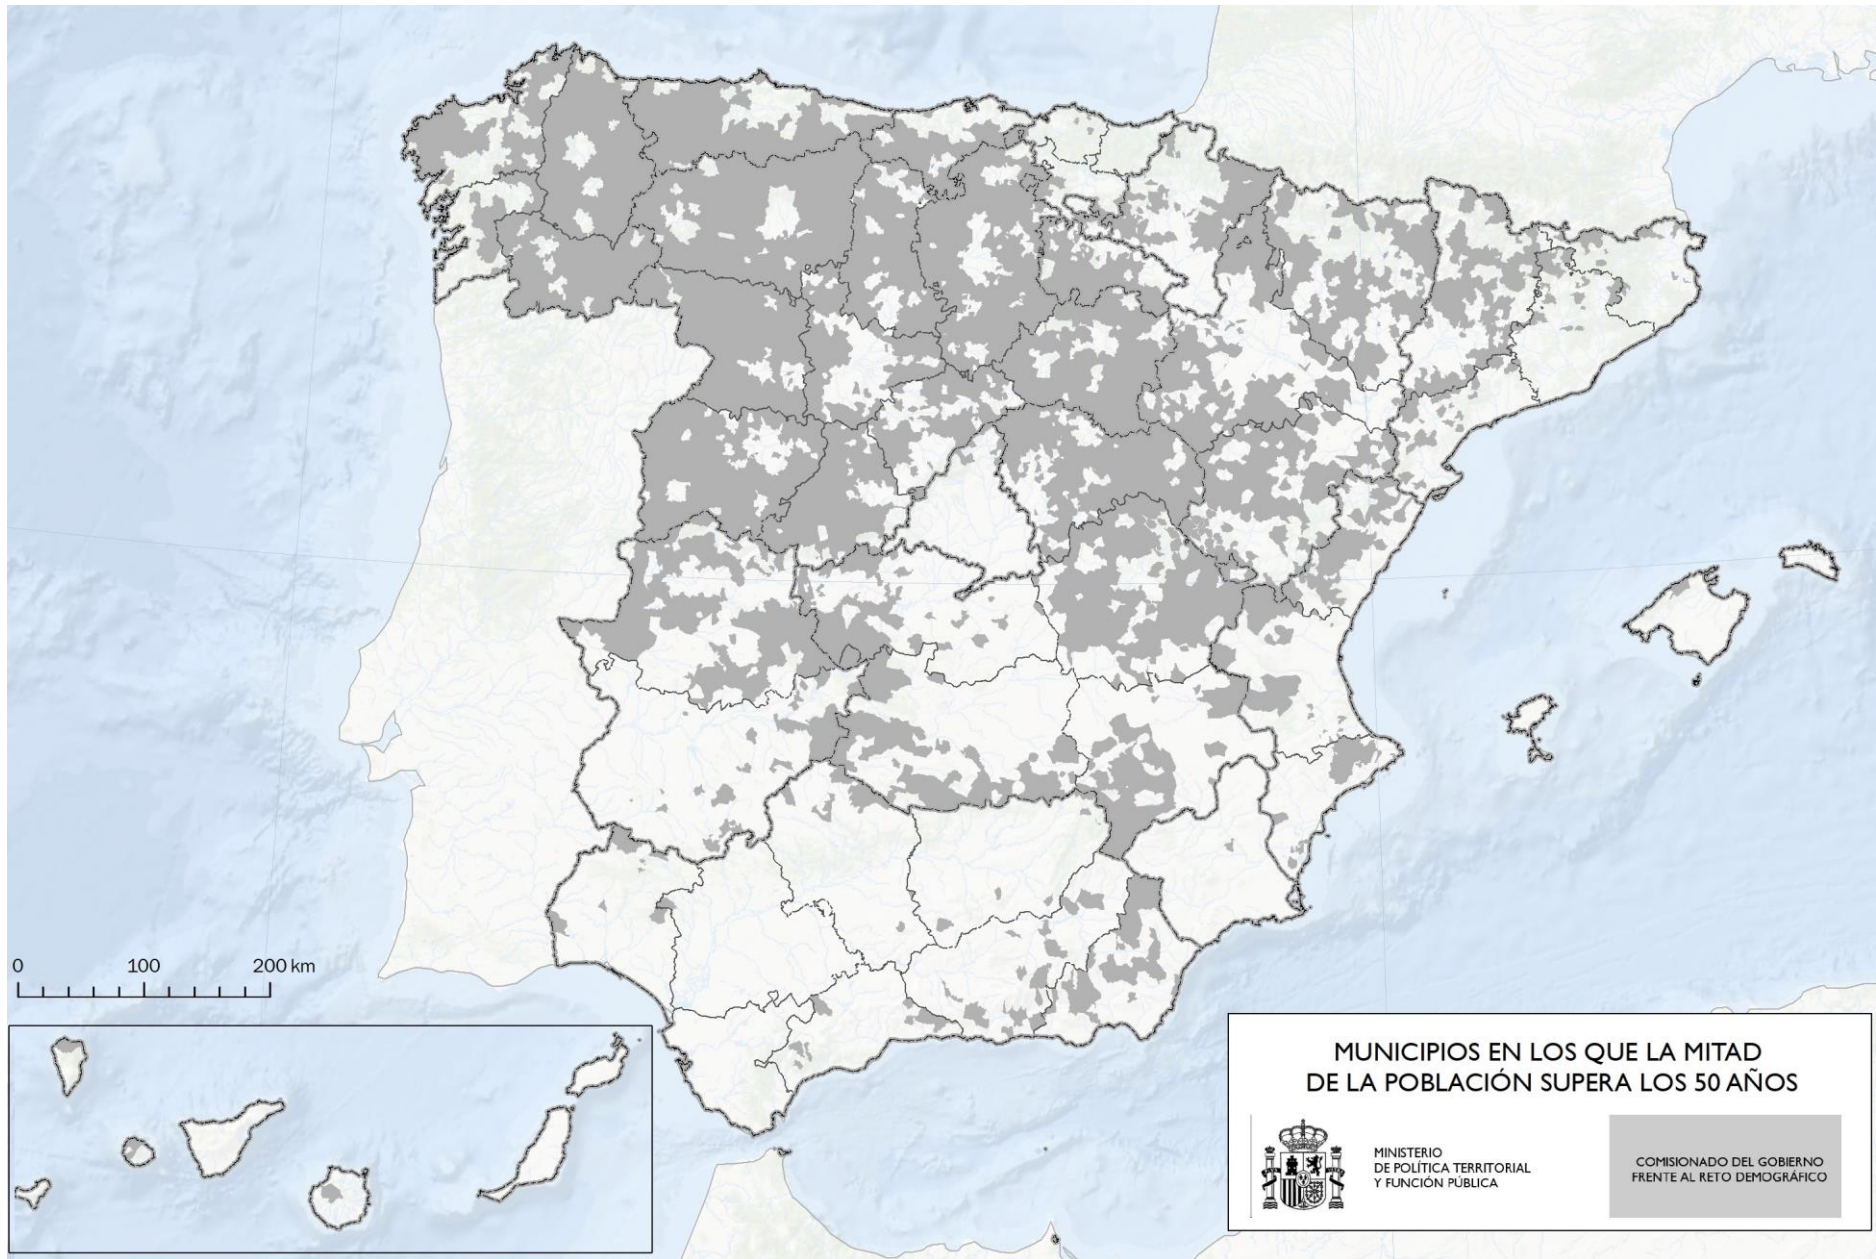 0 100 200 km
MUNICIPIOS EN LOS QUE LA MITAD
DE LA POBLACIÓN SUPERA LOS 50 AÑOS
MINISTERIO
DE POLÍTICA TERRITORIAL
Y FUNCIÓN PÚBLICA
COMISIONADO DEL GOBIERNO
FRENTE AL RETO DEMOGRÁFICO